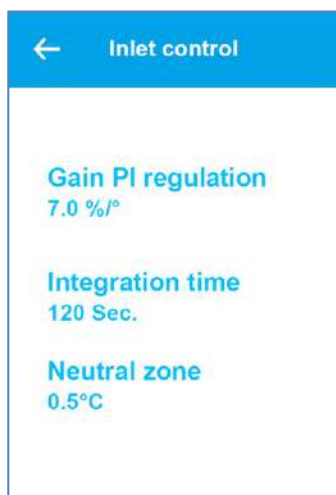 Inlet control
Gain PI regulation
7.0 %/°
Integration time
120 Sec.
Neutral zone
0.5°C